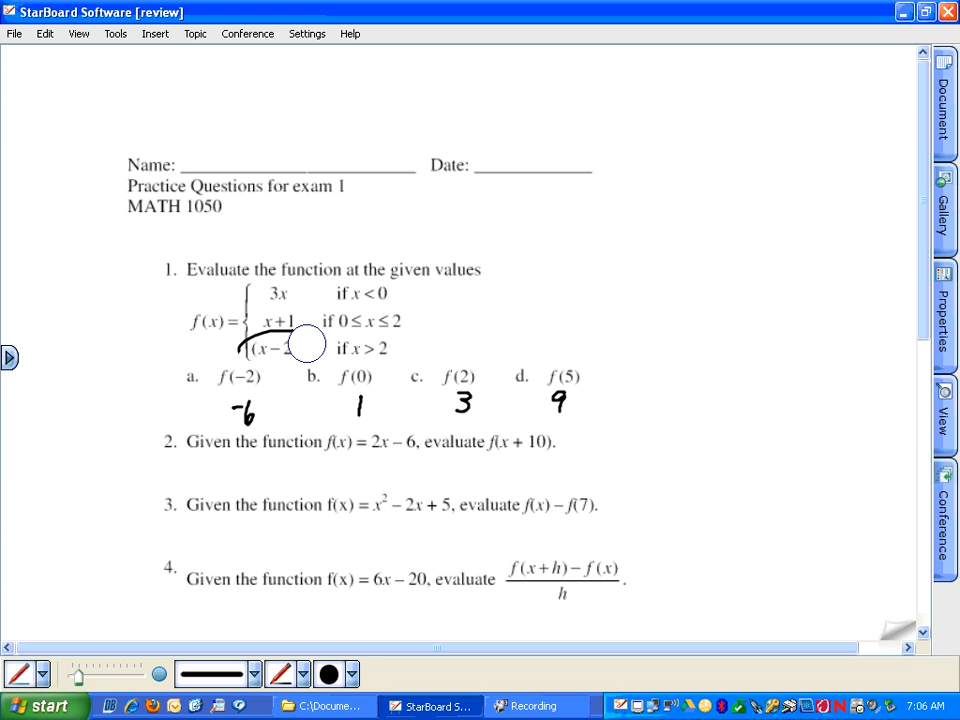 StarBoard Software [review]
File Edit View Tools Insert Topic Conference Settings Help
Document
Gallery
Properties
View
Conference
Name: ____________ Date: ____________
Practice Questions for exam 1
MATH 1050
1. Evaluate the function at the given values
3x if x < 0
f(x) = { x+1 if 0 ≤ x ≤ 2
(x−2 if x > 2
a. f(−2) b. f(0) c. f(2) d. f(5)
-6 1 3 9
2. Given the function f(x) = 2x – 6, evaluate f(x + 10).
3. Given the function f(x) = x² – 2x + 5, evaluate f(x) – f(7).
4. Given the function f(x) = 6x – 20, evaluate f(x+h)−f(x) / h .
start C:\Docume... StarBoard S... Recording 7:06 AM